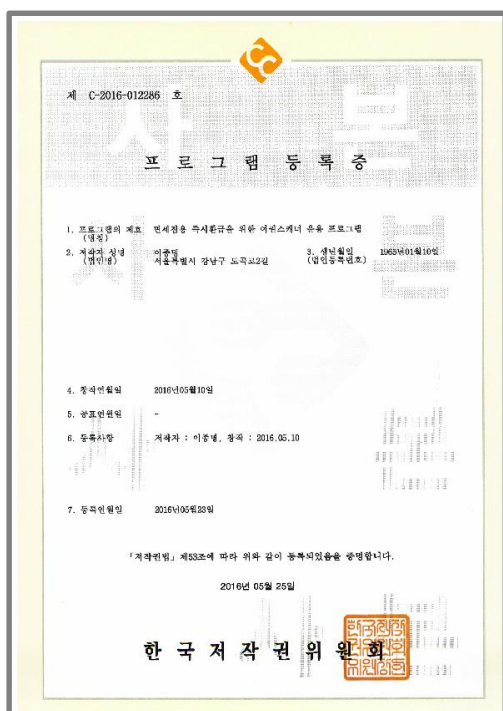 제 C-2016-012286 호
프로그램 등록증
1. 프로그램의 제호 면세점용 즉시환급을 위한 여권스캐너 운용 프로그램
(명칭)
2. 저작자 성명 3. 생년월일 1965년01월10일
(법인명) 서울특별시 강남구 도곡로2길 (법인등록번호)
4. 창작연월일 2016년05월10일
5. 공표연월일 -
6. 등록사항 저작자 : 창작 : 2016.05.10
7. 등록연월일 2016년05월23일
「저작권법」 제53조에 따라 위와 같이 등록되었음을 증명합니다.
2016년 05월 25일
한국저작권위원회